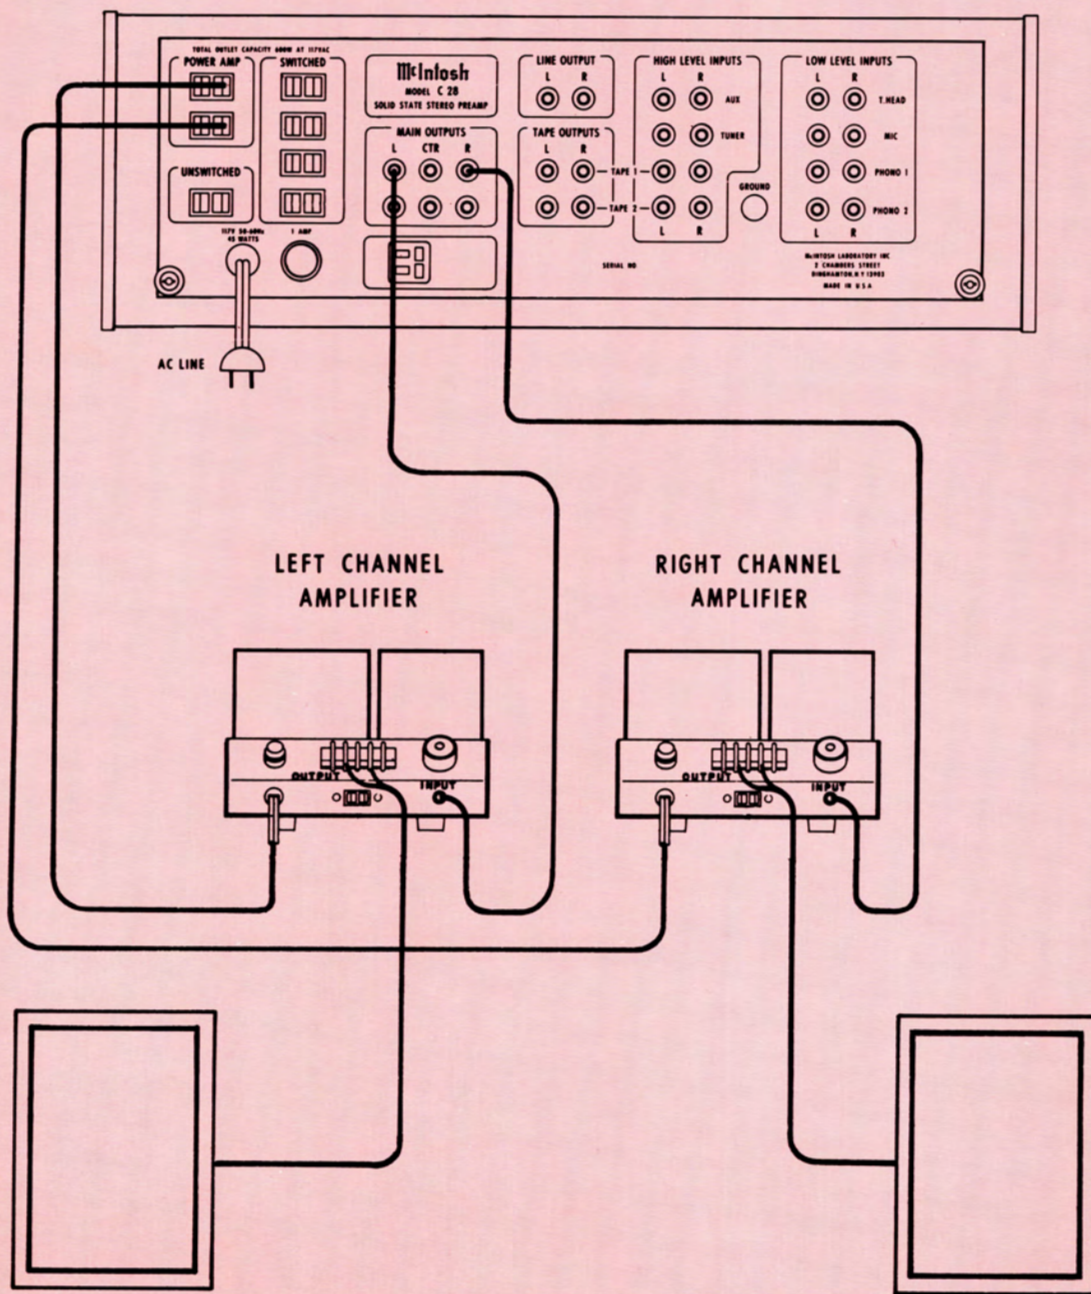 TOTAL OUTLET CAPACITY 600W AT 117VAC
POWER AMP
SWITCHED
UNSWITCHED
117V 50-60Hz
45 WATTS
1 AMP
McIntosh
MODEL C 28
SOLID STATE STEREO PREAMP
MAIN OUTPUTS
L CTR R
LINE OUTPUT
L R
TAPE OUTPUTS
L R
HIGH LEVEL INPUTS
L R
AUX
TUNER
TAPE 1
TAPE 2
L R
GROUND
LOW LEVEL INPUTS
L R
T.HEAD
MIC
PHONO 1
PHONO 2
L R
SERIAL NO
McINTOSH LABORATORY INC
2 CHAMBERS STREET
BINGHAMTON, N Y 13903
MADE IN U.S.A
AC LINE
LEFT CHANNEL
AMPLIFIER
RIGHT CHANNEL
AMPLIFIER
OUTPUT
INPUT
OUTPUT
INPUT